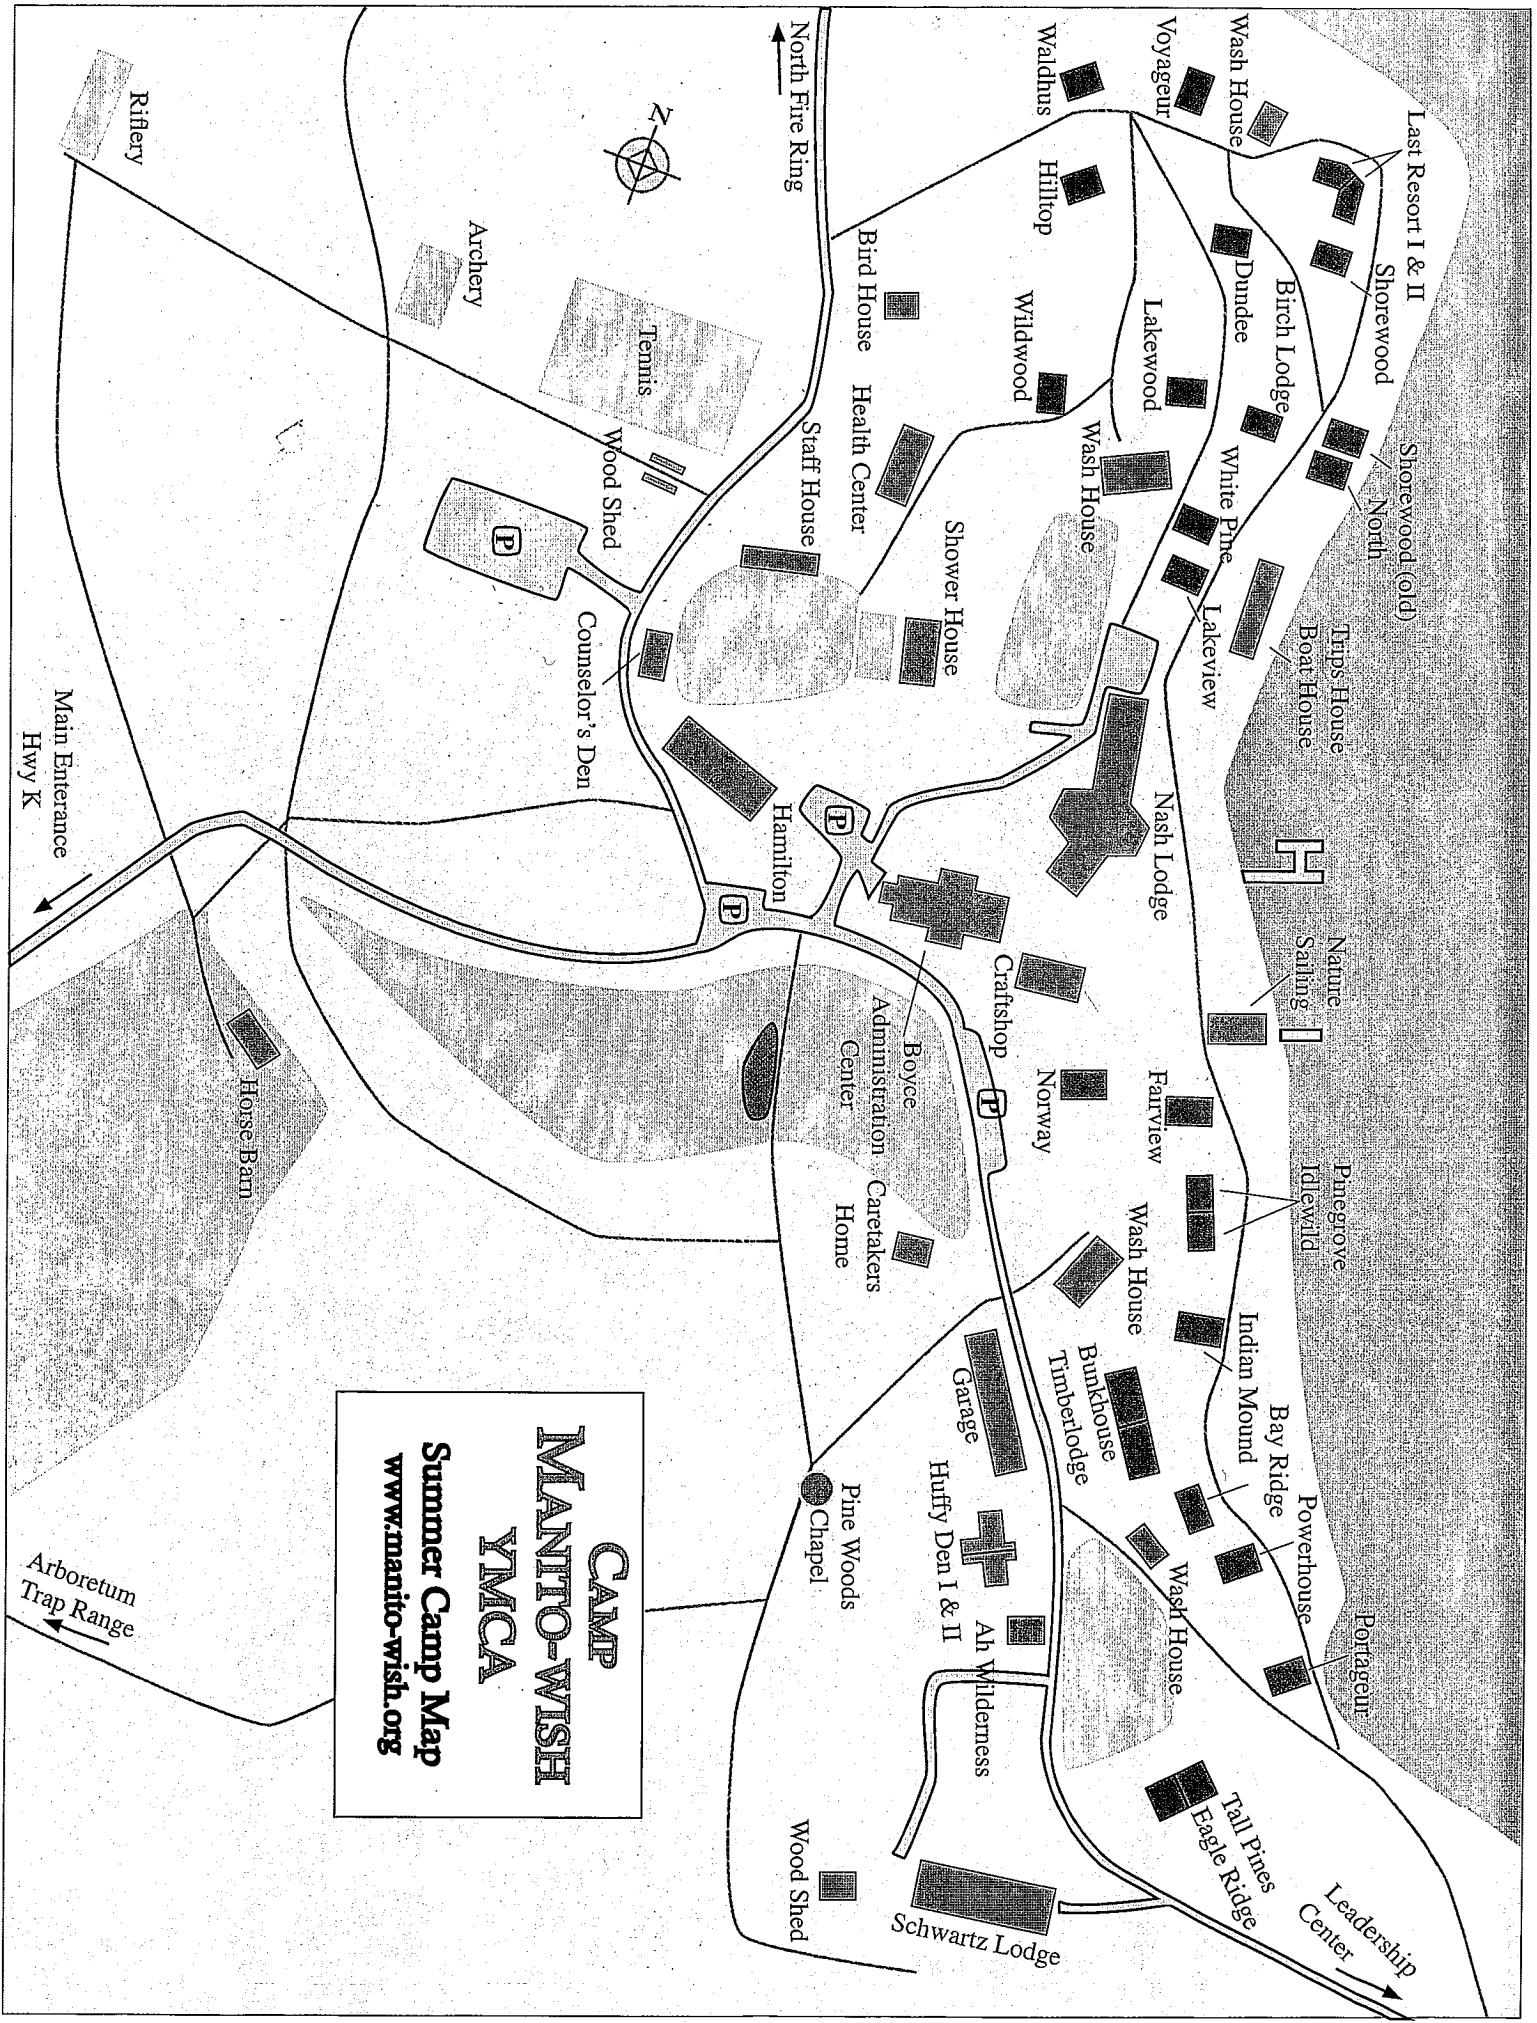 Last Resort I & II
Shorewood
Shorewood (old)
North
Trips House
Boat House
Nature
Sailing
Pinegrove
Idlewild
Indian Mound
Bay Ridge
Powerhouse
Portageur
Leadership
Center
Wash House
Voyageur
Waldhus
Hilltop
Dundee
Birch Lodge
Lakewood
Wildwood
White Pine
Lakeview
Wash House
Nash Lodge
Fairview
Wash House
Bunkhouse
Timberlodge
Wash House
Tall Pines
Eagle Ridge
North Fire Ring
Bird House
Health Center
Staff House
Shower House
Hamilton
P
P
Craftshop
Norway
P
Boyce
Administration
Center
Caretakers
Home
Garage
Huffy Den I & II
Ah Wilderness
Schwartz Lodge
Wood Shed
Pine Woods
Chapel
N
Tennis
Wood Shed
P
Counselor's Den
Archery
Riflery
Main Entrance
Hwy K
Horse Barn
Camp
Manito-wish
YMCA
Summer Camp Map
www.manito-wish.org
Arboretum
Trap Range